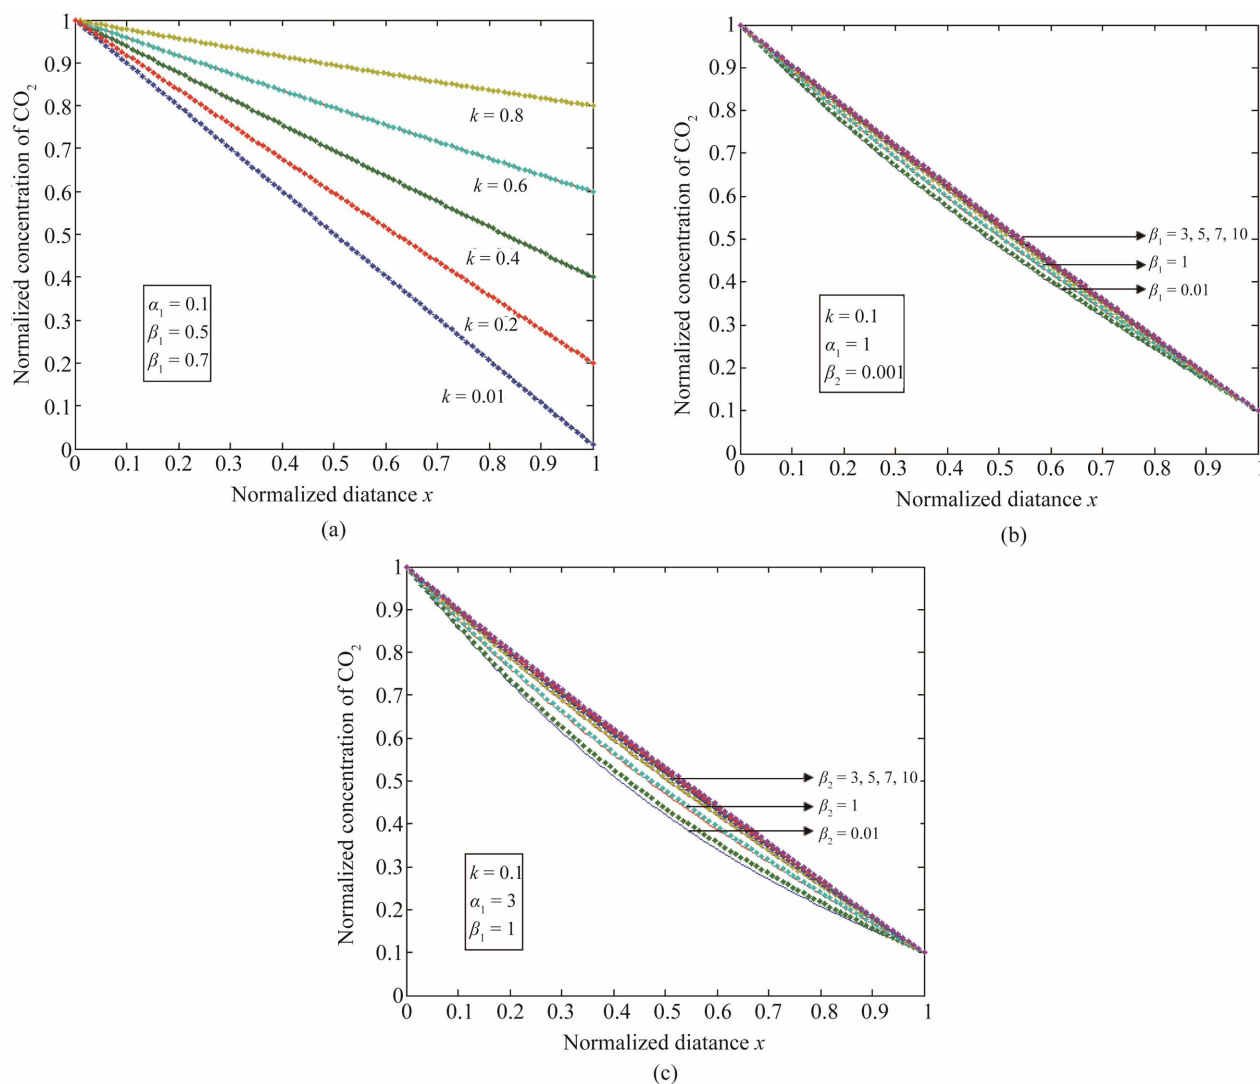 Normalized concentration of CO2
1
0.9
0.8
0.7
0.6
0.5
0.4
0.3
0.2
0.1
0
k = 0.8
k = 0.6
k = 0.4
k = 0.2
k = 0.01
α1 = 0.1
β1 = 0.5
β1 = 0.7
0 0.1 0.2 0.3 0.4 0.5 0.6 0.7 0.8 0.9 1
Normalized diatance x
(a)
Normalized concentration of CO2
1
0.9
0.8
0.7
0.6
0.5
0.4
0.3
0.2
0.1
0
β1 = 3, 5, 7, 10
β1 = 1
β1 = 0.01
k = 0.1
α1 = 1
β2 = 0.001
0 0.1 0.2 0.3 0.4 0.5 0.6 0.7 0.8 0.9 1
Normalized diatance x
(b)
Normalized concentration of CO2
1
0.9
0.8
0.7
0.6
0.5
0.4
0.3
0.2
0.1
0
β2 = 3, 5, 7, 10
β2 = 1
β2 = 0.01
k = 0.1
α1 = 3
β1 = 1
0 0.1 0.2 0.3 0.4 0.5 0.6 0.7 0.8 0.9 1
Normalized diatance x
(c)